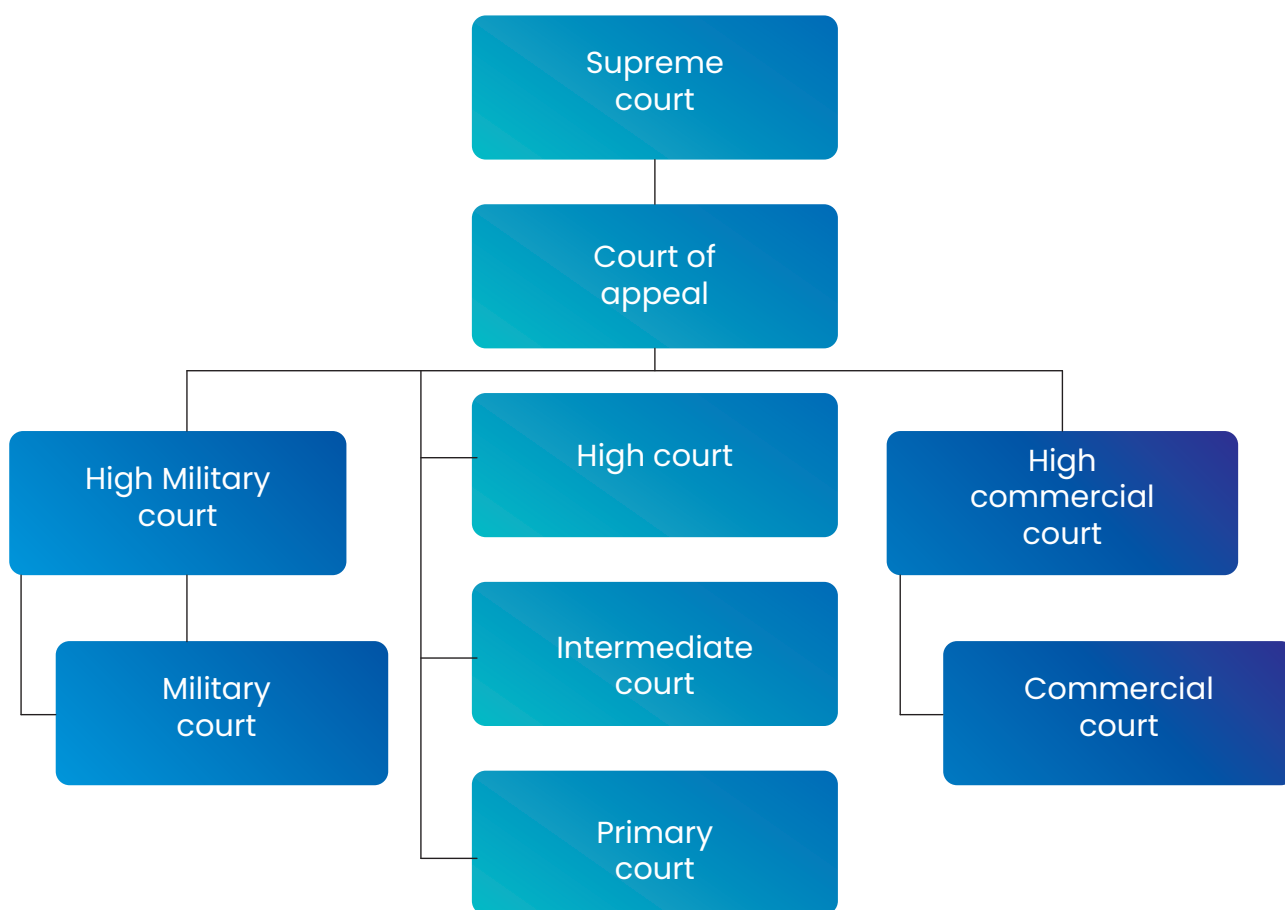 Supreme
court
Court of
appeal
High Military
court
High court
High
commercial
court
Military
court
Intermediate
court
Commercial
court
Primary
court